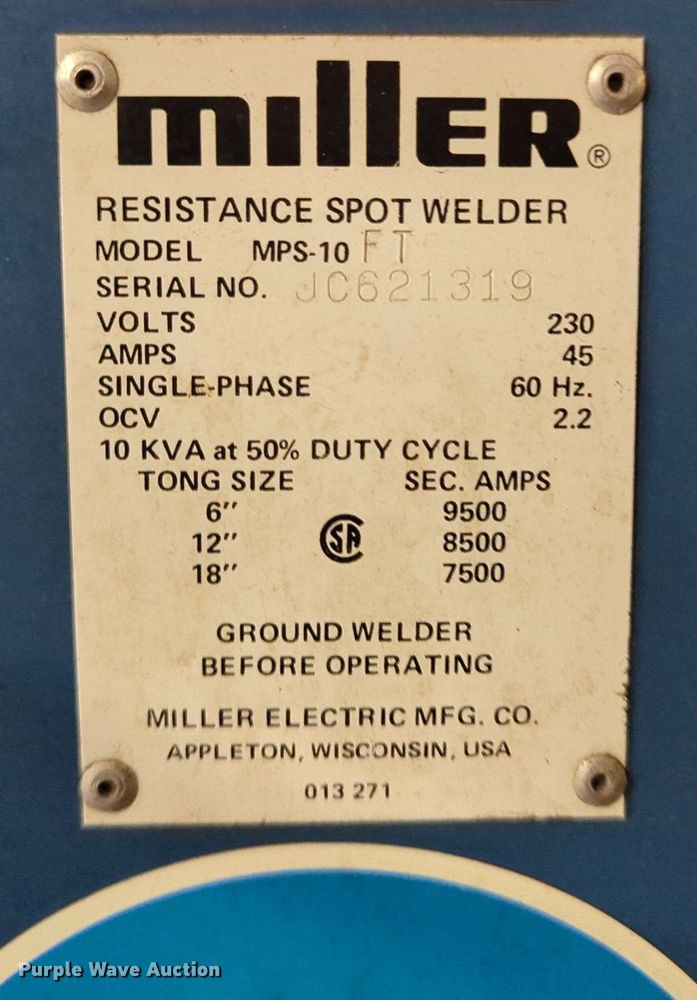 miller®
RESISTANCE SPOT WELDER
MODEL MPS-10 FT
SERIAL NO. JC621319
VOLTS 230
AMPS 45
SINGLE-PHASE 60 Hz.
OCV 2.2
10 KVA at 50% DUTY CYCLE
TONG SIZE SEC. AMPS
6" 9500
12" 8500
18" 7500
SA
GROUND WELDER
BEFORE OPERATING
MILLER ELECTRIC MFG. CO.
APPLETON, WISCONSIN, USA
013 271
Purple Wave Auction